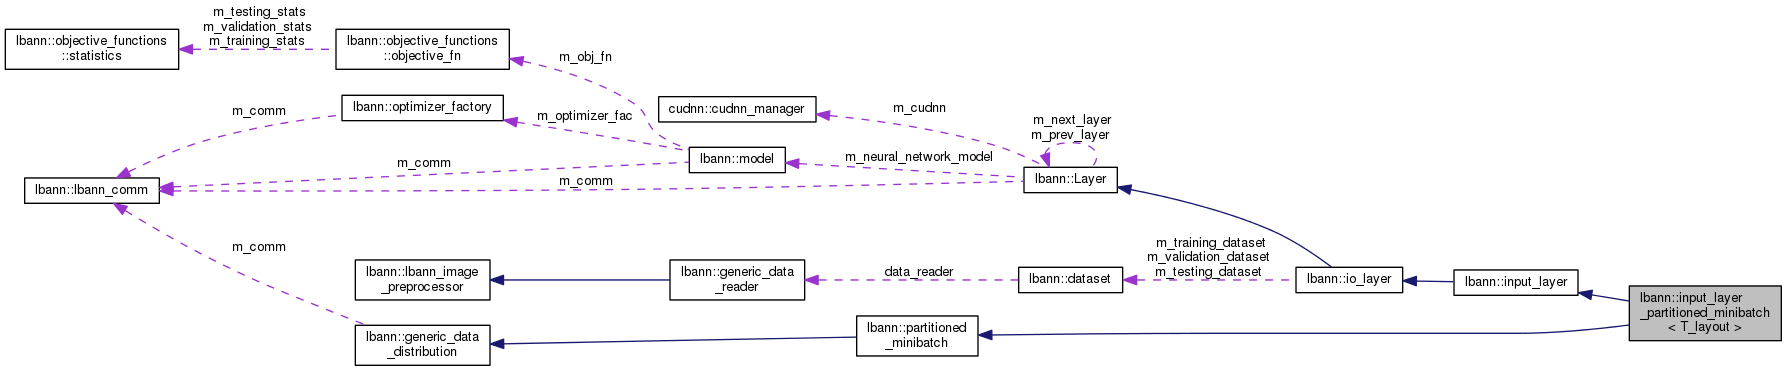 m_testing_stats
m_validation_stats
m_training_stats
lbann::objective_functions
::statistics
lbann::objective_functions
::objective_fn
m_obj_fn
m_comm
lbann::optimizer_factory
m_optimizer_fac
cudnn::cudnn_manager
m_cudnn
m_next_layer
m_prev_layer
m_comm
lbann::model
m_neural_network_model
lbann::lbann_comm
m_comm
lbann::Layer
m_comm
lbann::lbann_image
_preprocessor
lbann::generic_data
_reader
data_reader
lbann::dataset
m_training_dataset
m_validation_dataset
m_testing_dataset
lbann::io_layer
lbann::input_layer
lbann::input_layer
_partitioned_minibatch
< T_layout >
lbann::generic_data
_distribution
lbann::partitioned
_minibatch